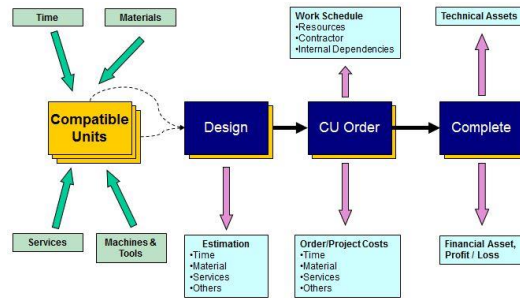 Time
Materials
Work Schedule
•Resources
•Contractor
•Internal Dependencies
Technical Assets
Compatible
Units
Design
CU Order
Complete
Services
Machines &
Tools
Estimation
•Time
•Material
•Services
•Others
Order/Project Costs
•Time
•Material
•Services
•Others
Financial Asset,
Profit / Loss